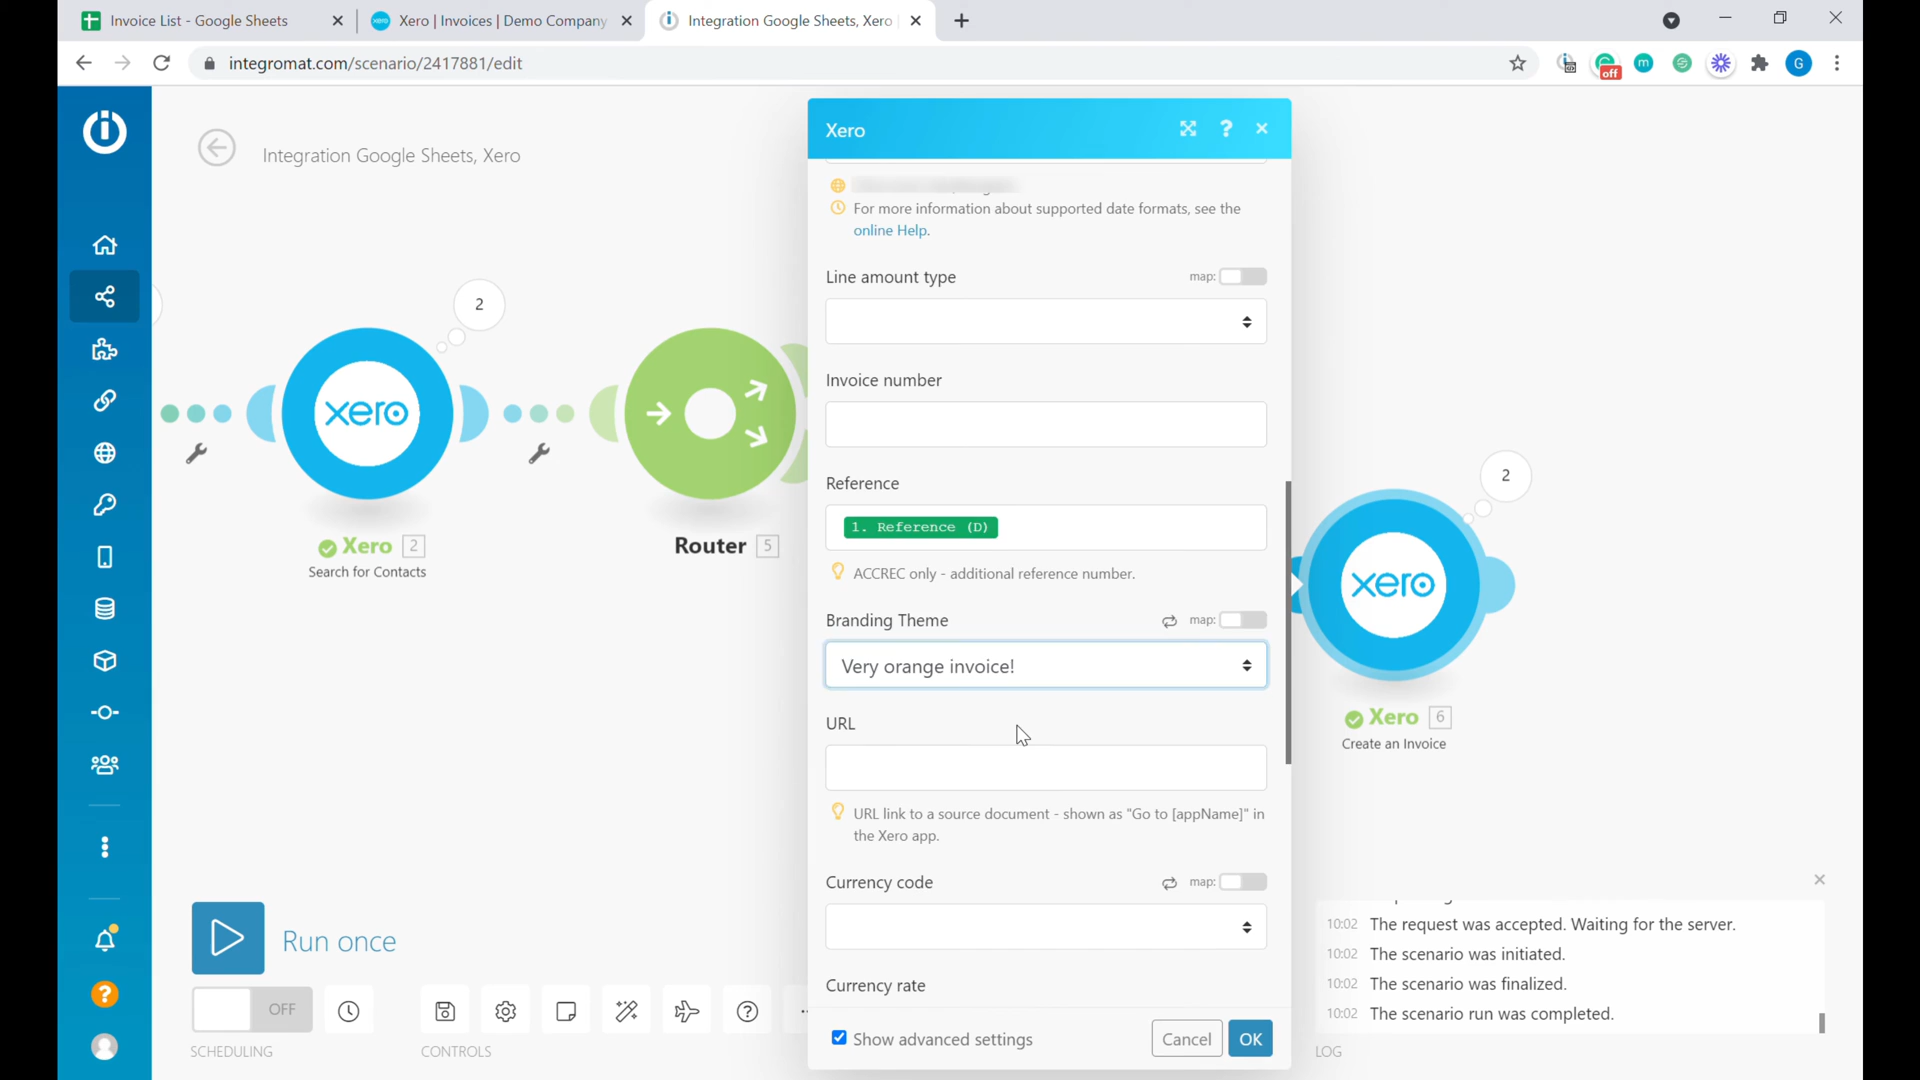 Invoice List - Google Sheets
Xero | Invoices | Demo Company
Integration Google Sheets, Xero
integromat.com/scenario/2417881/edit
off
m
G
Integration Google Sheets, Xero
2
xero
Xero 2
Search for Contacts
Router 5
Xero
For more information about supported date formats, see the
online Help.
Line amount type
map:
Invoice number
Reference
1. Reference (D)
ACCREC only - additional reference number.
Branding Theme
map:
Very orange invoice!
URL
URL link to a source document - shown as "Go to [appName]" in
the Xero app.
Currency code
map:
Currency rate
Show advanced settings
Cancel
OK
2
xero
Xero 6
Create an Invoice
Run once
OFF
SCHEDULING
CONTROLS
10:02 The request was accepted. Waiting for the server.
10:02 The scenario was initiated.
10:02 The scenario was finalized.
10:02 The scenario run was completed.
LOG